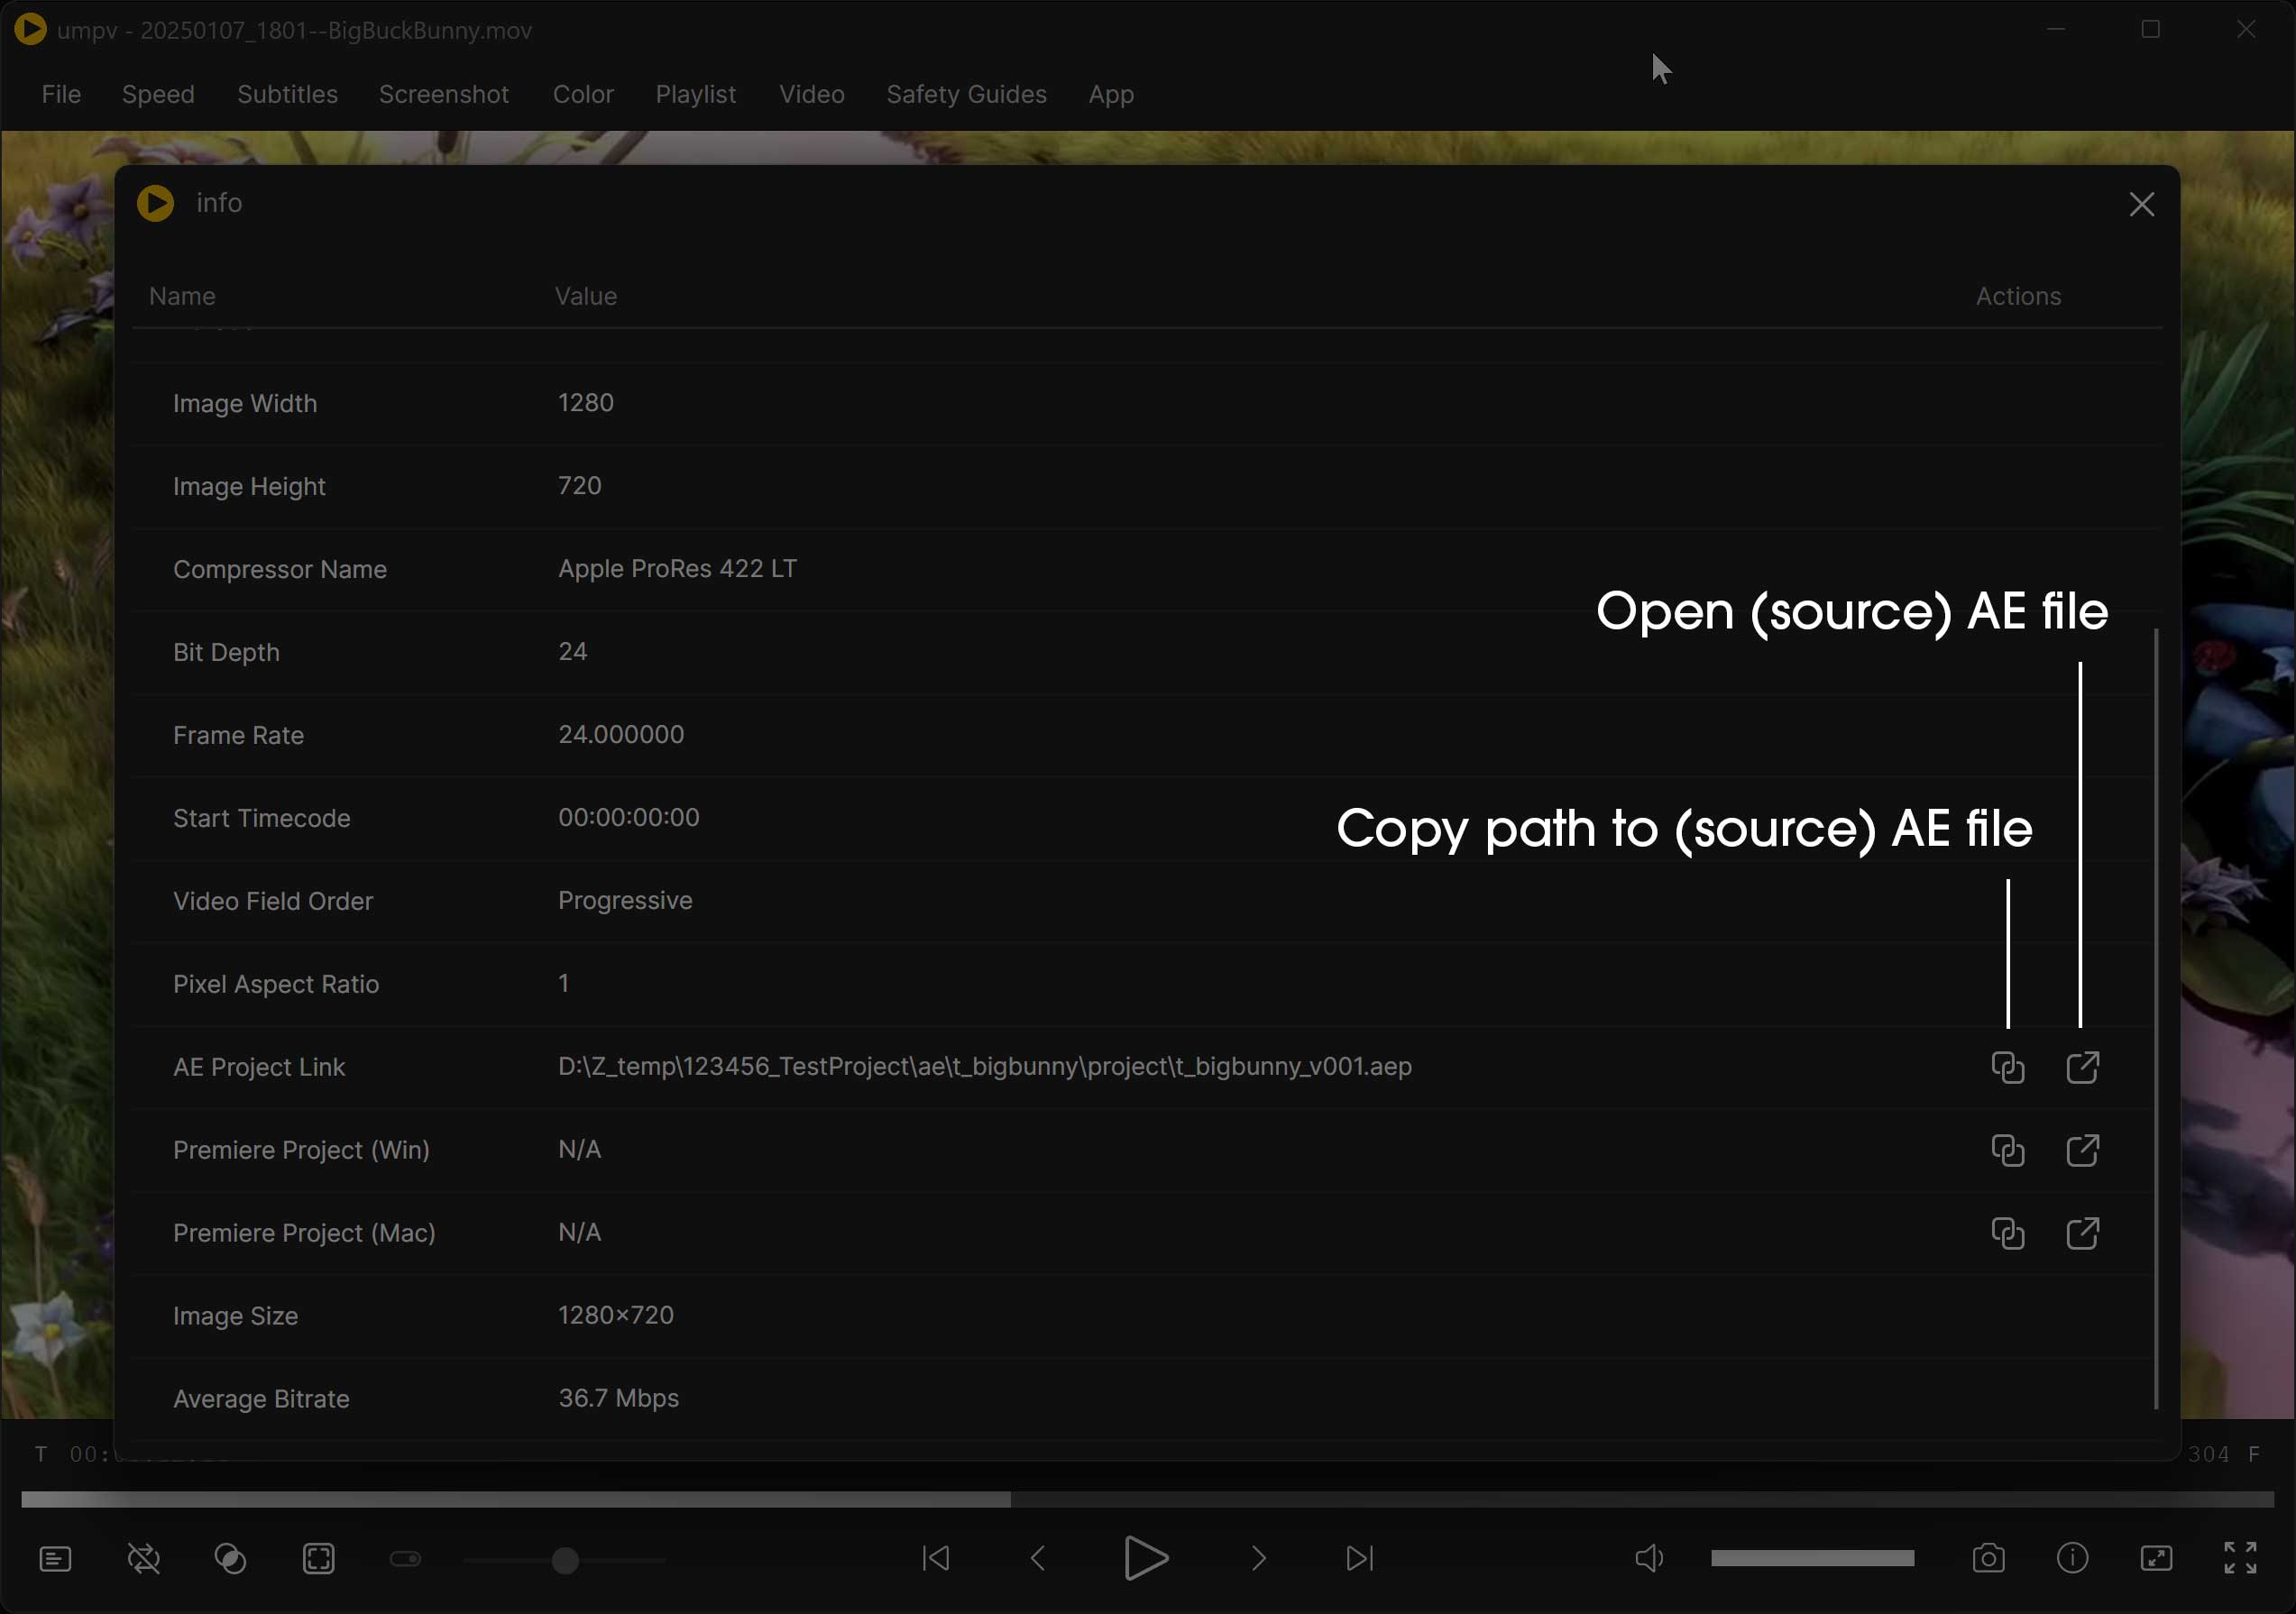 umpv - 20250107_1801--BigBuckBunny.mov
File Speed Subtitles Screenshot Color Playlist Video Safety Guides App
info
Name Value Actions
Image Width 1280
Image Height 720
Compressor Name Apple ProRes 422 LT
Open (source) AE file
Bit Depth 24
Frame Rate 24.000000
Start Timecode 00:00:00:00
Copy path to (source) AE file
Video Field Order Progressive
Pixel Aspect Ratio 1
AE Project Link D:\Z_temp\123456_TestProject\ae\t_bigbunny\project\t_bigbunny_v001.aep
Premiere Project (Win) N/A
Premiere Project (Mac) N/A
Image Size 1280×720
Average Bitrate 36.7 Mbps
T 00: 304 F